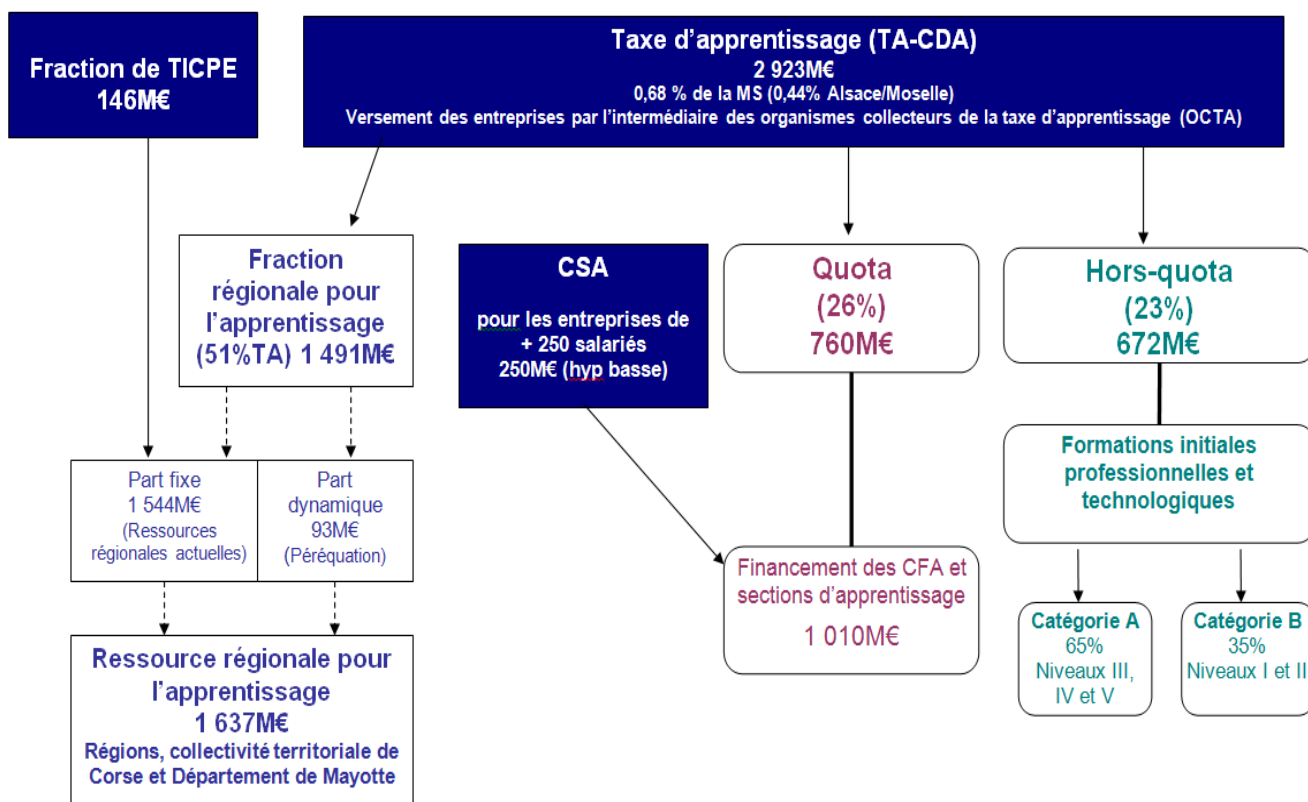 Fraction de TICPE
146M€
Taxe d'apprentissage (TA-CDA)
2 923M€
0,68 % de la MS (0,44% Alsace/Moselle)
Versement des entreprises par l'intermédiaire des organismes collecteurs de la taxe d'apprentissage (OCTA)
Fraction
régionale pour
l'apprentissage
(51%TA) 1 491M€
CSA
pour les entreprises de
+ 250 salariés
250M€ (hyp basse)
Quota
(26%)
760M€
Hors-quota
(23%)
672M€
Part fixe
1 544M€
(Ressources
régionales actuelles)
Part
dynamique
93M€
(Péréquation)
Formations initiales
professionnelles et
technologiques
Financement des CFA et
sections d'apprentissage
1 010M€
Catégorie A
65%
Niveaux III,
IV et V
Catégorie B
35%
Niveaux I et II
Ressource régionale pour
l'apprentissage
1 637M€
Régions, collectivité territoriale de
Corse et Département de Mayotte